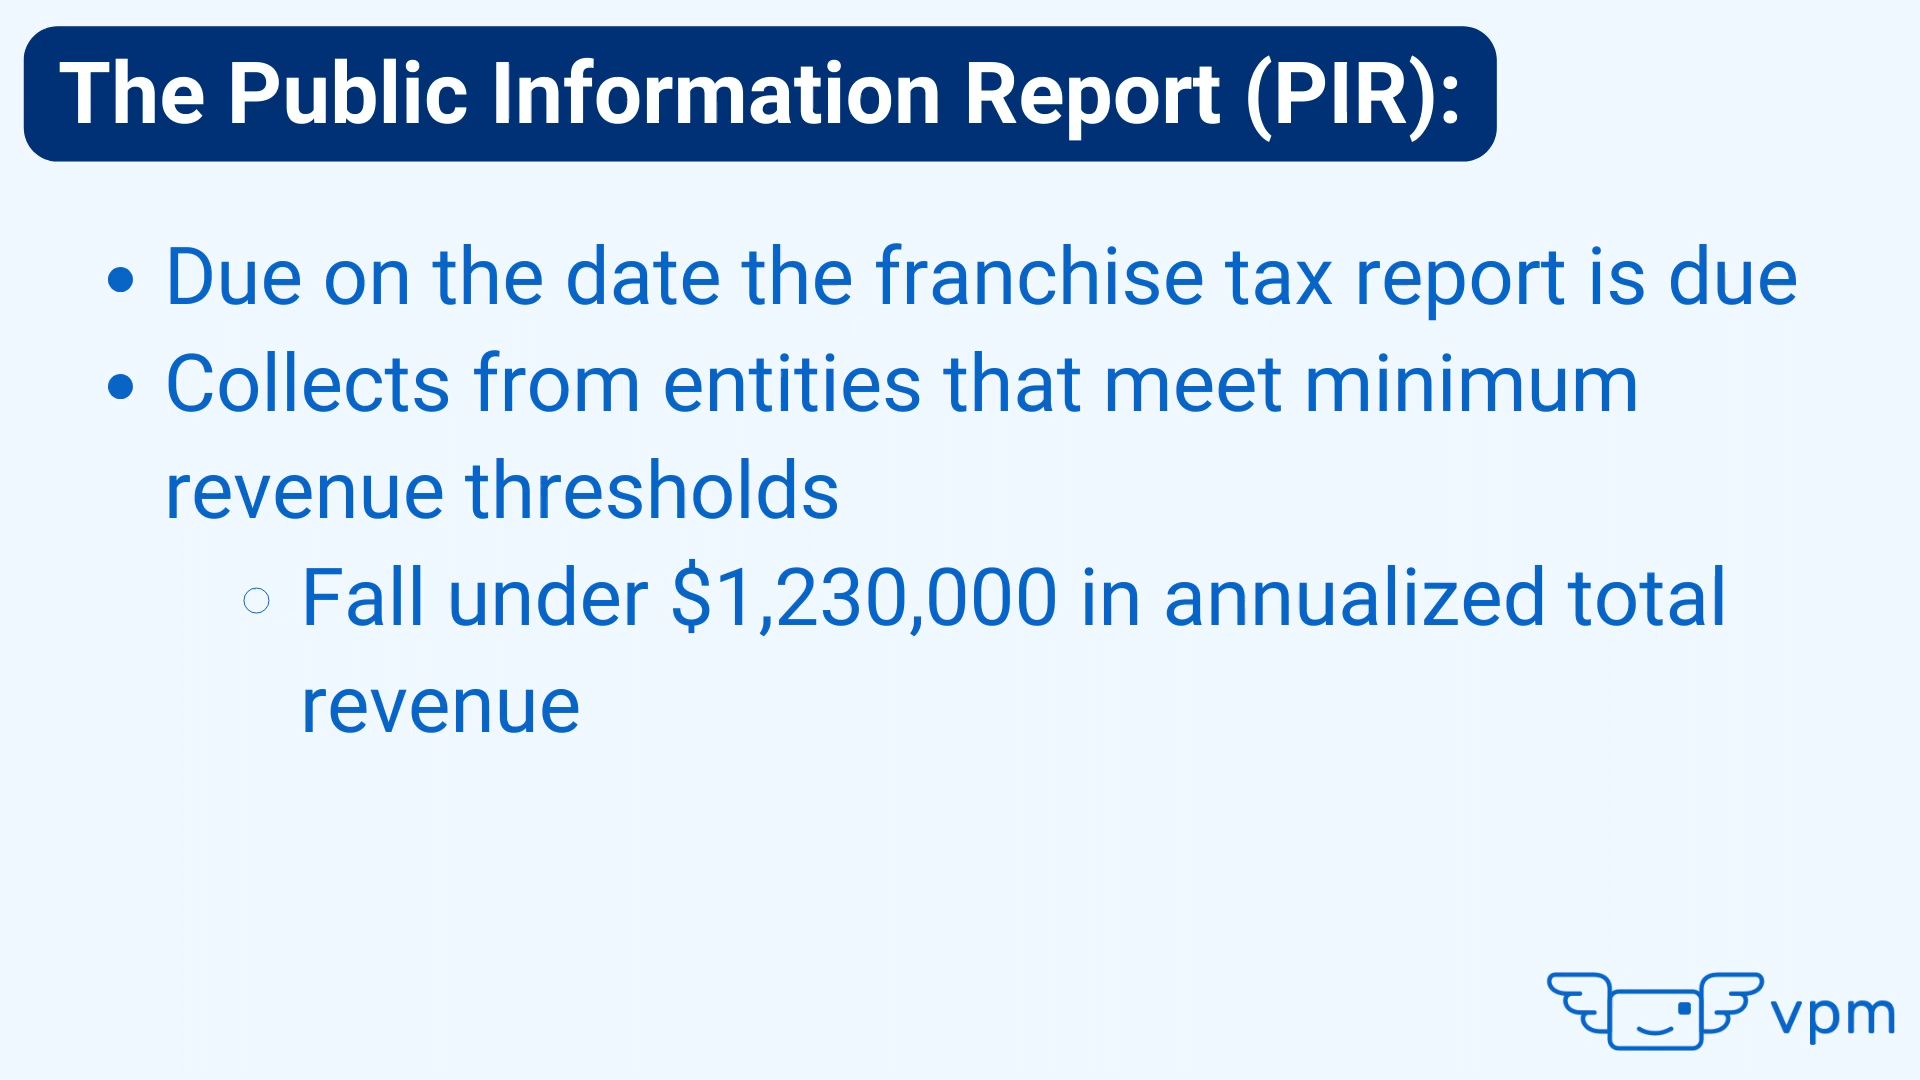 The Public Information Report (PIR):
• Due on the date the franchise tax report is due
• Collects from entities that meet minimum
revenue thresholds
○ Fall under $1,230,000 in annualized total
revenue
vpm